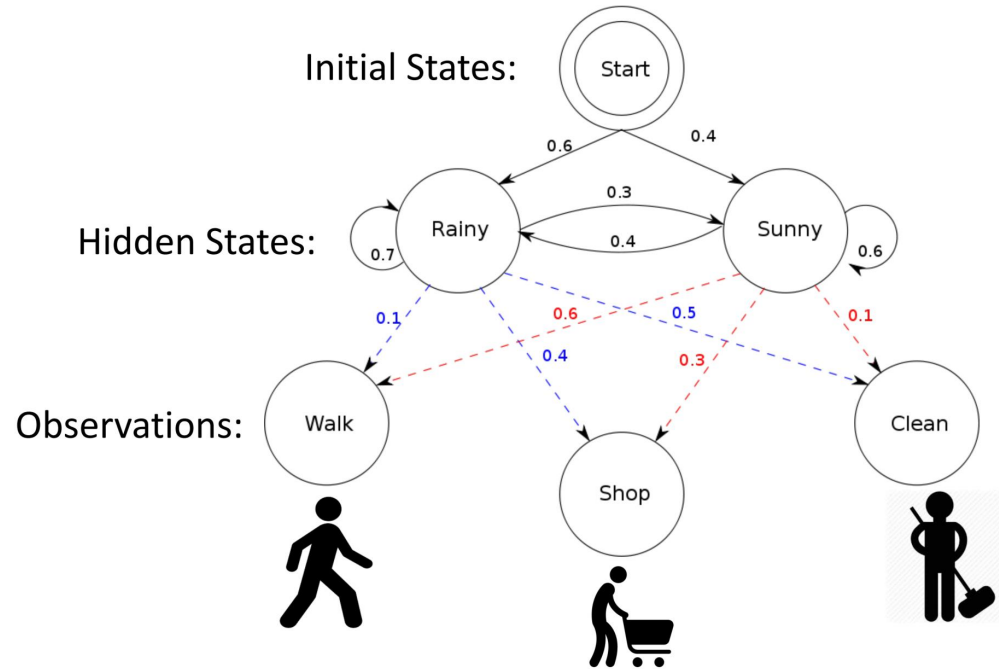 Initial States:
Start
0.6
0.4
0.3
Hidden States:
Rainy
Sunny
0.7
0.4
0.6
0.1
0.6
0.5
0.1
0.4
0.3
Observations:
Walk
Clean
Shop